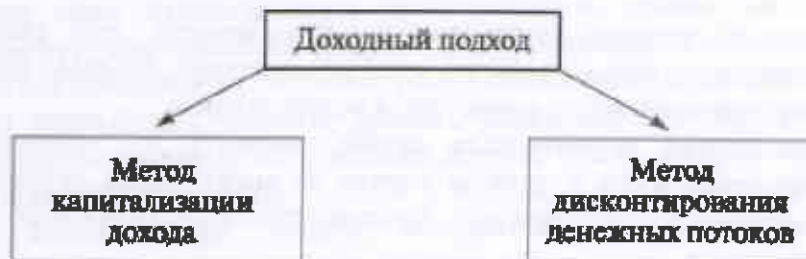 Доходный подход
Метод
капитализации
дохода
Метод
дисконтирования
денежных потоков